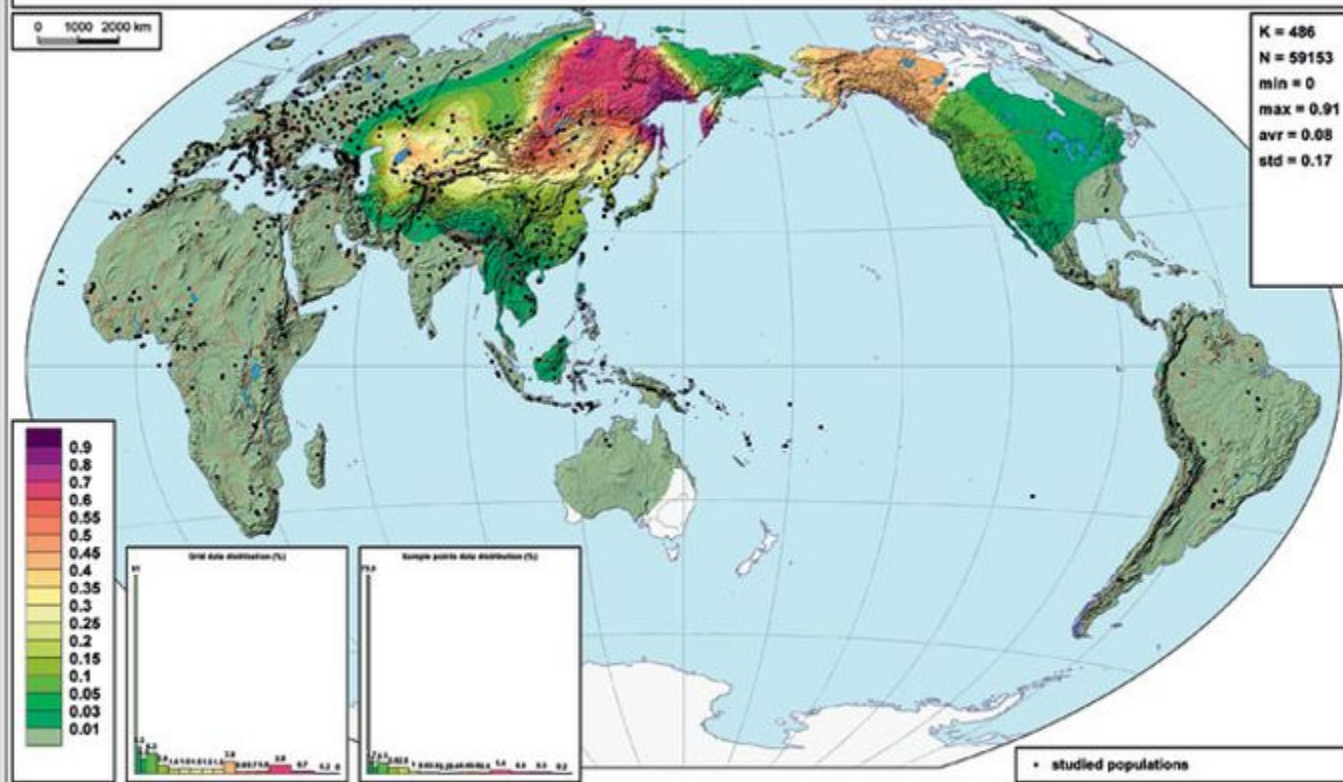 0 1000 2000 km
K = 486
N = 59153
min = 0
max = 0.91
avr = 0.08
std = 0.17
0.9
0.8
0.7
0.6
0.55
0.5
0.45
0.4
0.35
0.3
0.25
0.2
0.15
0.1
0.05
0.03
0.01
Grid data distribution (%)
Sample points data distribution (%)
studied populations